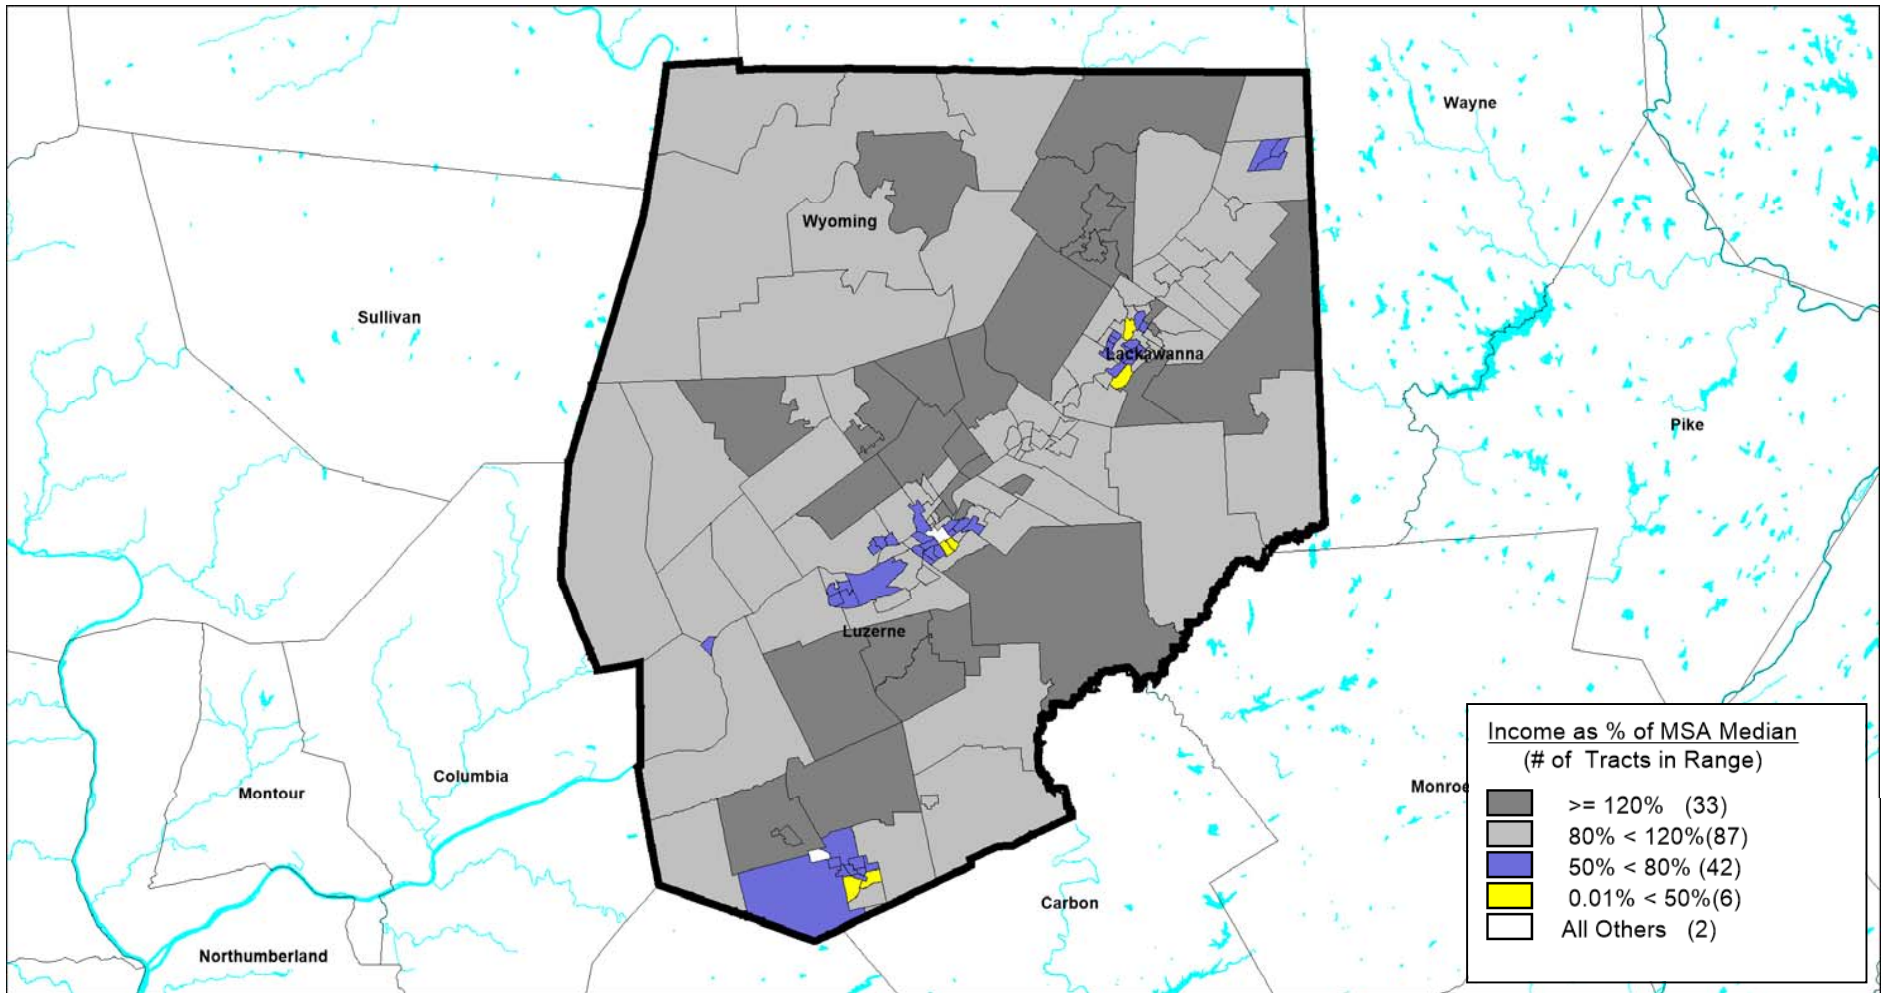 Wayne
Wyoming
Sullivan
Lackawanna
Pike
Luzerne
Columbia
Montour
Monroe
Carbon
Northumberland
Income as % of MSA Median
(# of Tracts in Range)
>= 120% (33)
80% < 120%(87)
50% < 80% (42)
0.01% < 50%(6)
All Others (2)